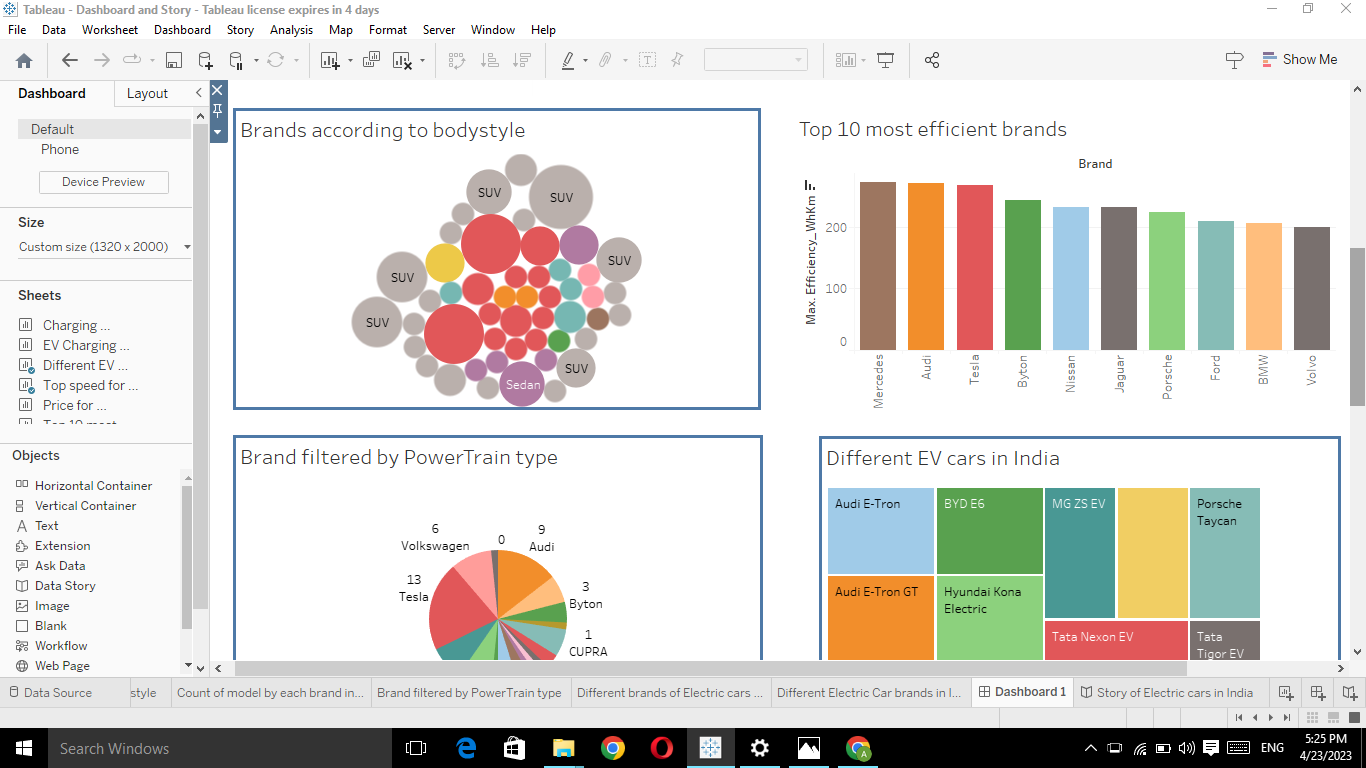 Tableau - Dashboard and Story - Tableau license expires in 4 days
File Data Worksheet Dashboard Story Analysis Map Format Server Window Help
Show Me
Dashboard Layout
Default
Phone
Device Preview
Size
Custom size (1320 x 2000)
Sheets
Charging ...
EV Charging ...
Different EV ...
Top speed for ...
Price for ...
Objects
Horizontal Container
Vertical Container
Text
Extension
Ask Data
Data Story
Image
Blank
Workflow
Web Page
Brands according to bodystyle
SUV
SUV
SUV
SUV
SUV
SUV
Sedan
Top 10 most efficient brands
Brand
Max. Efficiency_WhKm
200
100
0
Mercedes
Audi
Tesla
Byton
Nissan
Jaguar
Porsche
Ford
BMW
Volvo
Brand filtered by PowerTrain type
6
Volkswagen
0
9
Audi
13
Tesla
3
Byton
1
CUPRA
Different EV cars in India
Audi E-Tron
BYD E6
MG ZS EV
Porsche
Taycan
Audi E-Tron GT
Hyundai Kona
Electric
Tata Nexon EV
Tata
Tigor EV
Data Source
style
Count of model by each brand in...
Brand filtered by PowerTrain type
Different brands of Electric cars ...
Different Electric Car brands in I...
Dashboard 1
Story of Electric cars in India
Search Windows
ENG
5:25 PM
4/23/2023